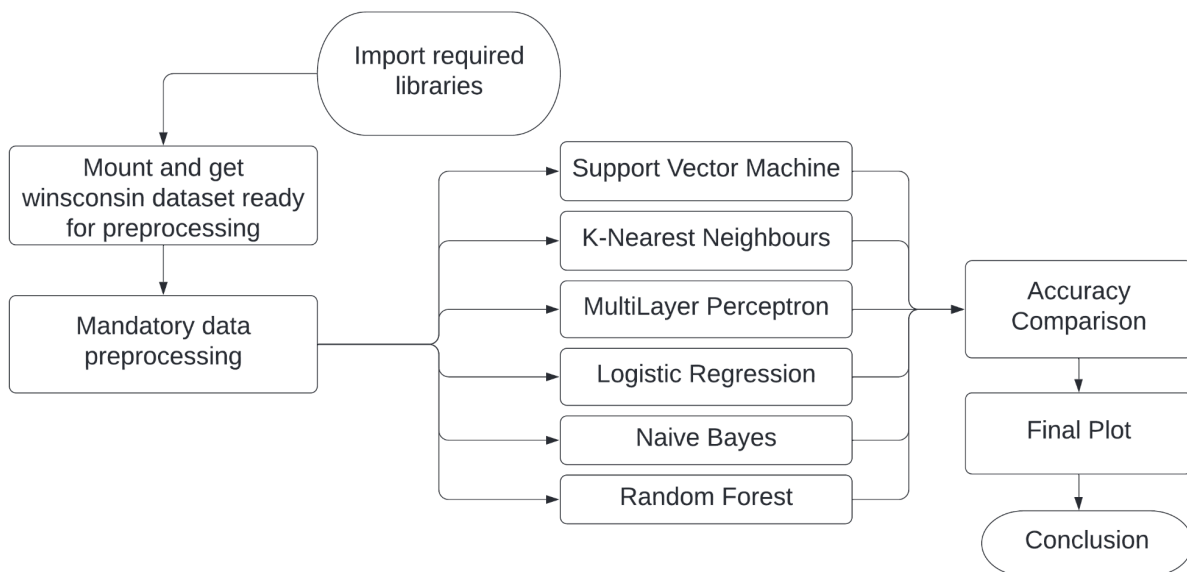 Import required
libraries
Mount and get
winsconsin dataset ready
for preprocessing
Mandatory data
preprocessing
Support Vector Machine
K-Nearest Neighbours
MultiLayer Perceptron
Logistic Regression
Naive Bayes
Random Forest
Accuracy
Comparison
Final Plot
Conclusion